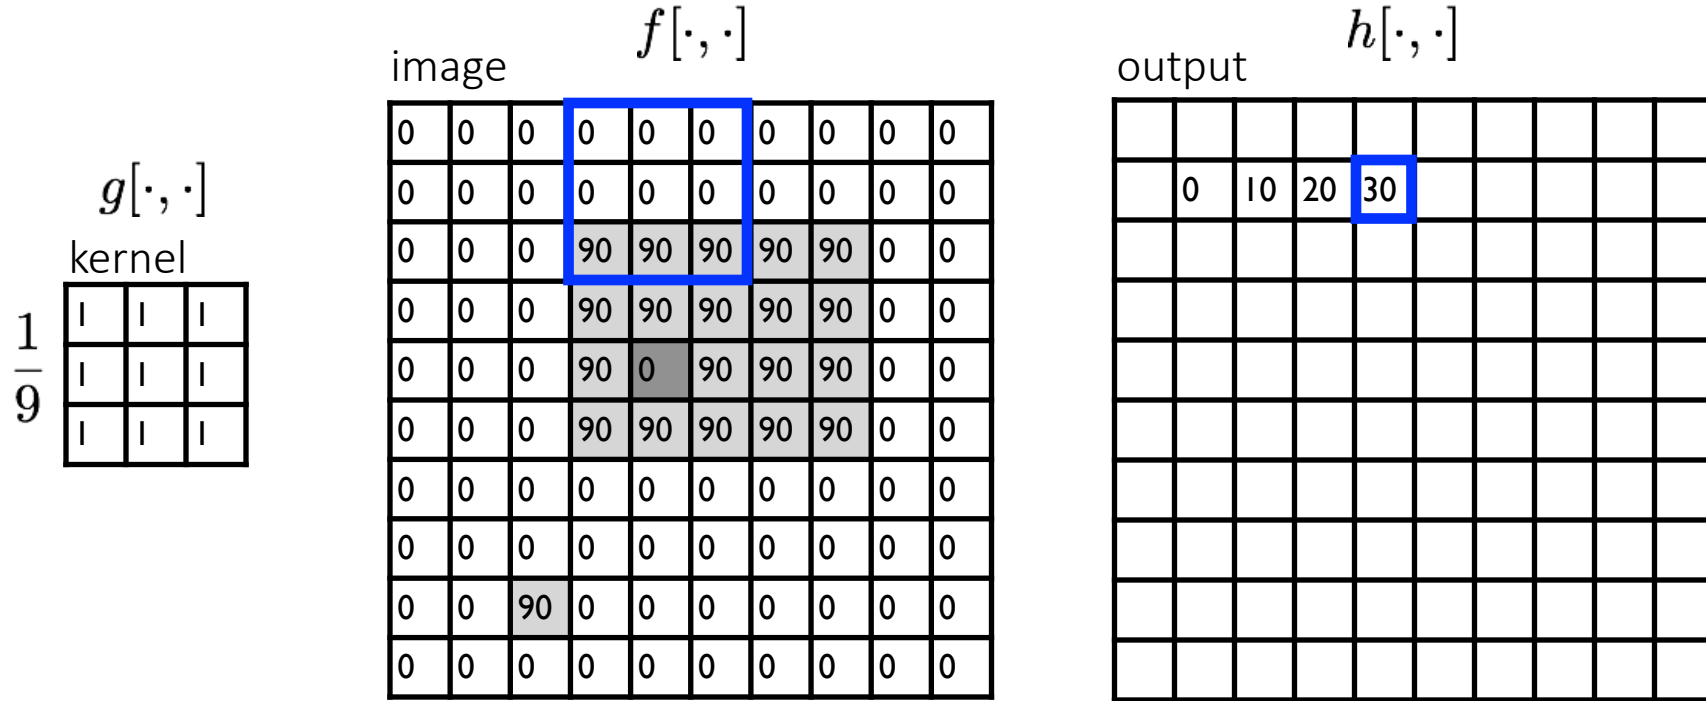 f[·, ·]
h[·, ·]
image
output
g[·, ·]
kernel
1/9
1 1 1
1 1 1
1 1 1
0 0 0 0 0 0 0 0 0 0
0 0 0 0 0 0 0 0 0 0
0 0 0 90 90 90 90 90 0 0
0 0 0 90 90 90 90 90 0 0
0 0 0 90 0 90 90 90 0 0
0 0 0 90 90 90 90 90 0 0
0 0 0 0 0 0 0 0 0 0
0 0 0 0 0 0 0 0 0 0
0 0 90 0 0 0 0 0 0 0
0 0 0 0 0 0 0 0 0 0
0 10 20 30